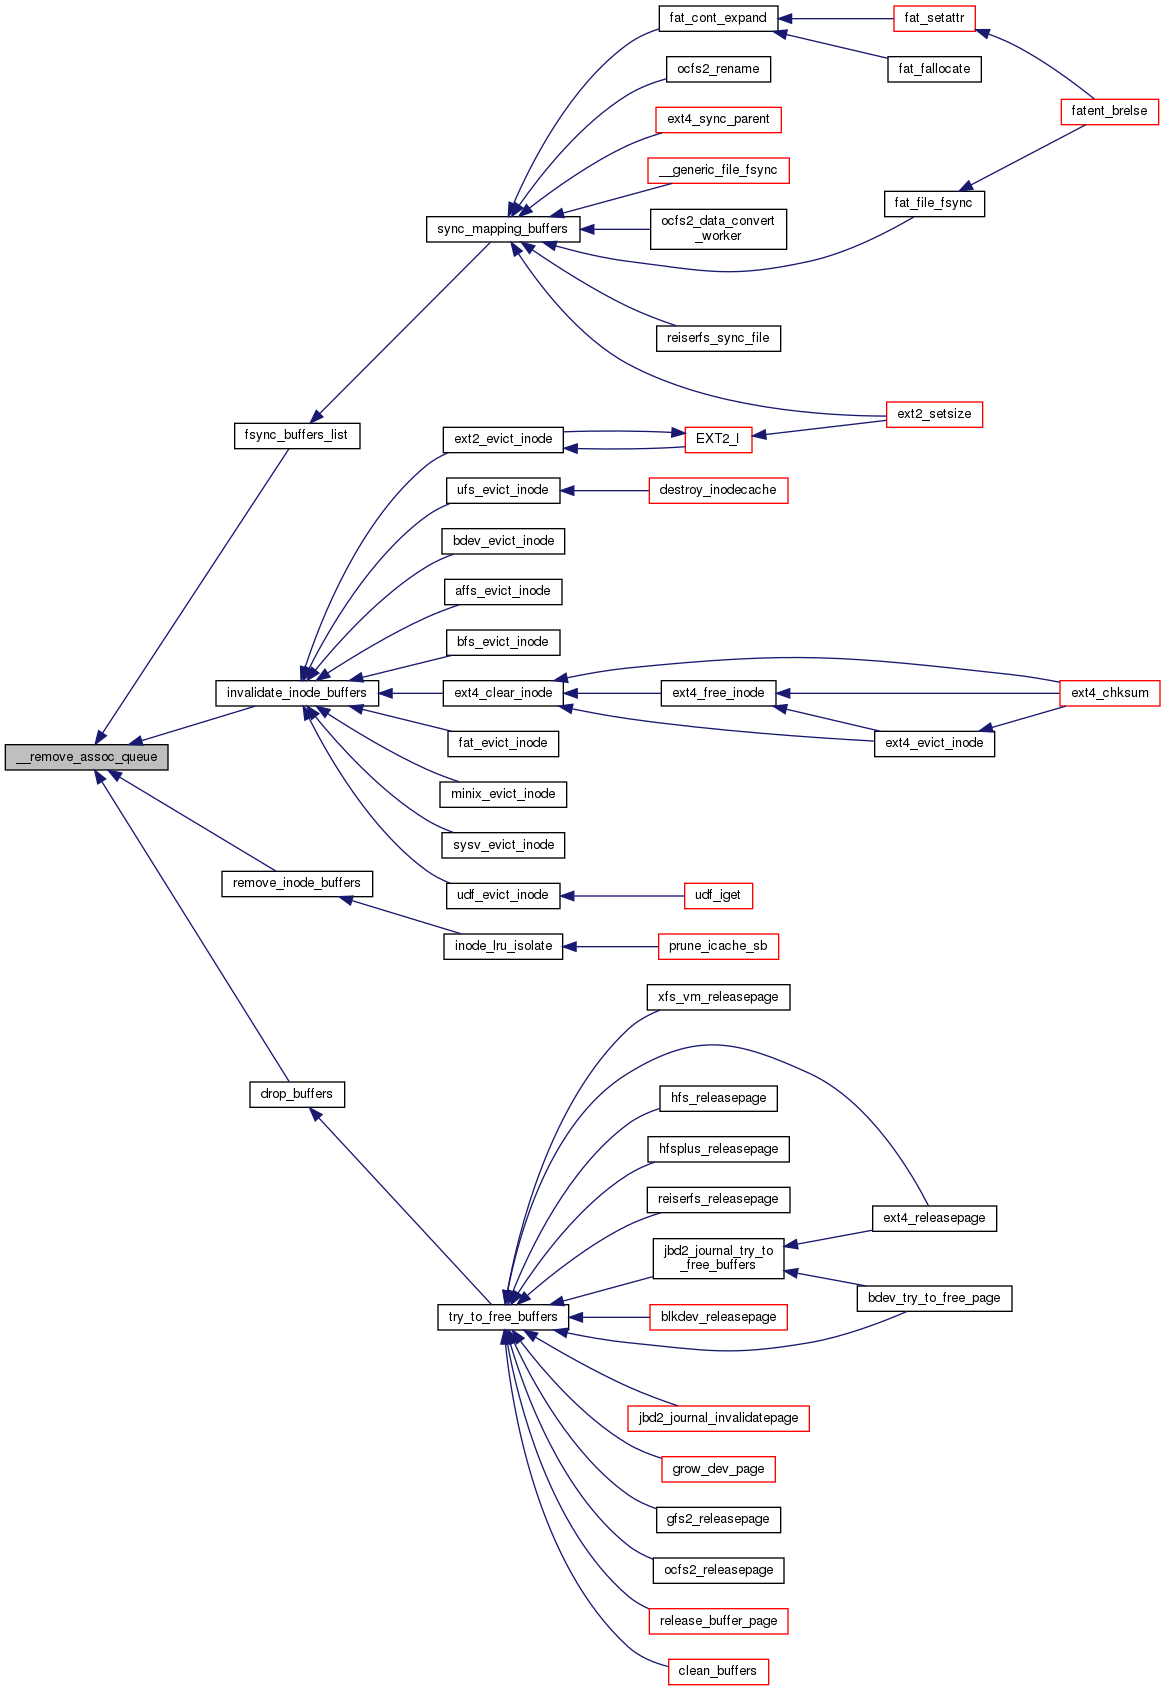 fat_cont_expand
fat_setattr
ocfs2_rename
fat_fallocate
fatent_brelse
ext4_sync_parent
__generic_file_fsync
fat_file_fsync
sync_mapping_buffers
ocfs2_data_convert
_worker
reiserfs_sync_file
ext2_setsize
fsync_buffers_list
ext2_evict_inode
EXT2_I
ufs_evict_inode
destroy_inodecache
bdev_evict_inode
affs_evict_inode
bfs_evict_inode
invalidate_inode_buffers
ext4_clear_inode
ext4_free_inode
ext4_chksum
fat_evict_inode
ext4_evict_inode
__remove_assoc_queue
minix_evict_inode
sysv_evict_inode
remove_inode_buffers
udf_evict_inode
udf_iget
inode_lru_isolate
prune_icache_sb
xfs_vm_releasepage
drop_buffers
hfs_releasepage
hfsplus_releasepage
reiserfs_releasepage
ext4_releasepage
jbd2_journal_try_to
_free_buffers
bdev_try_to_free_page
try_to_free_buffers
blkdev_releasepage
jbd2_journal_invalidatepage
grow_dev_page
gfs2_releasepage
ocfs2_releasepage
release_buffer_page
clean_buffers